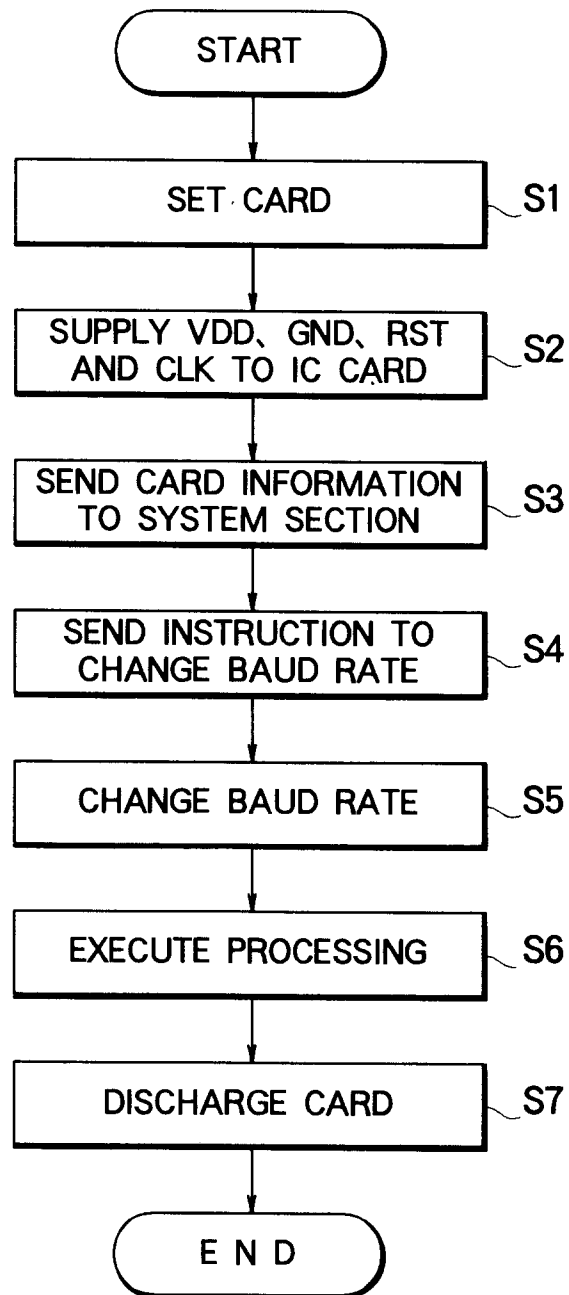 START
SET CARD
S1
SUPPLY VDD、GND、RST
AND CLK TO IC CARD
S2
SEND CARD INFORMATION
TO SYSTEM SECTION
S3
SEND INSTRUCTION TO
CHANGE BAUD RATE
S4
CHANGE BAUD RATE
S5
EXECUTE PROCESSING
S6
DISCHARGE CARD
S7
E N D